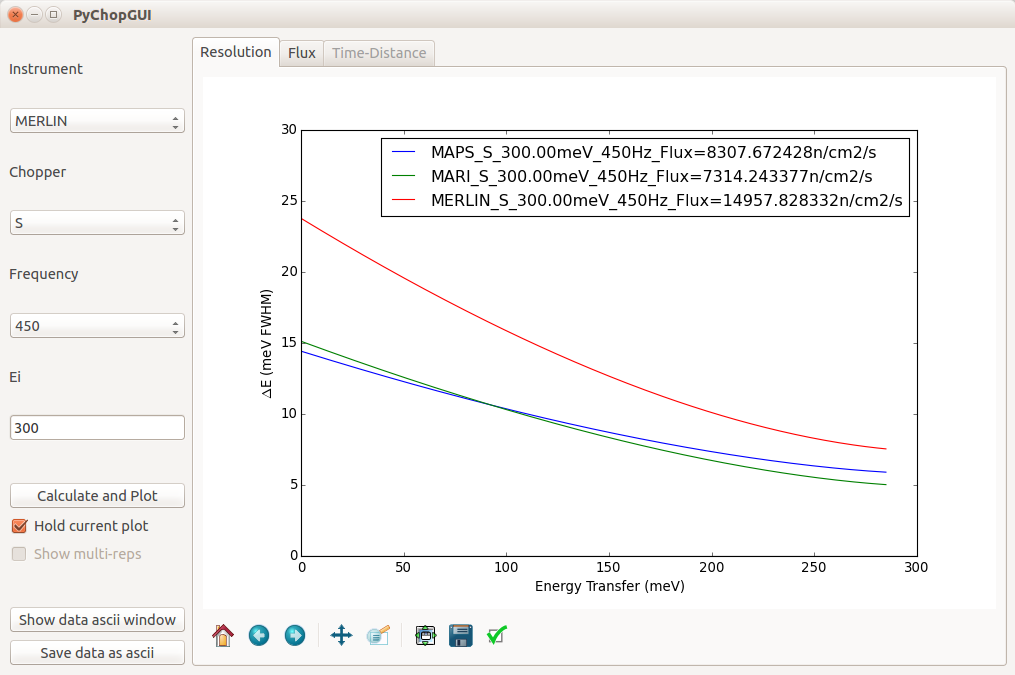 PyChopGUI
Instrument
MERLIN
Chopper
S
Frequency
450
Ei
300
Calculate and Plot
Hold current plot
Show multi-reps
Show data ascii window
Save data as ascii
Resolution Flux Time-Distance
MAPS_S_300.00meV_450Hz_Flux=8307.672428n/cm2/s
MARI_S_300.00meV_450Hz_Flux=7314.243377n/cm2/s
MERLIN_S_300.00meV_450Hz_Flux=14957.828332n/cm2/s
30
25
20
15
10
5
0
ΔE (meV FWHM)
0 50 100 150 200 250 300
Energy Transfer (meV)